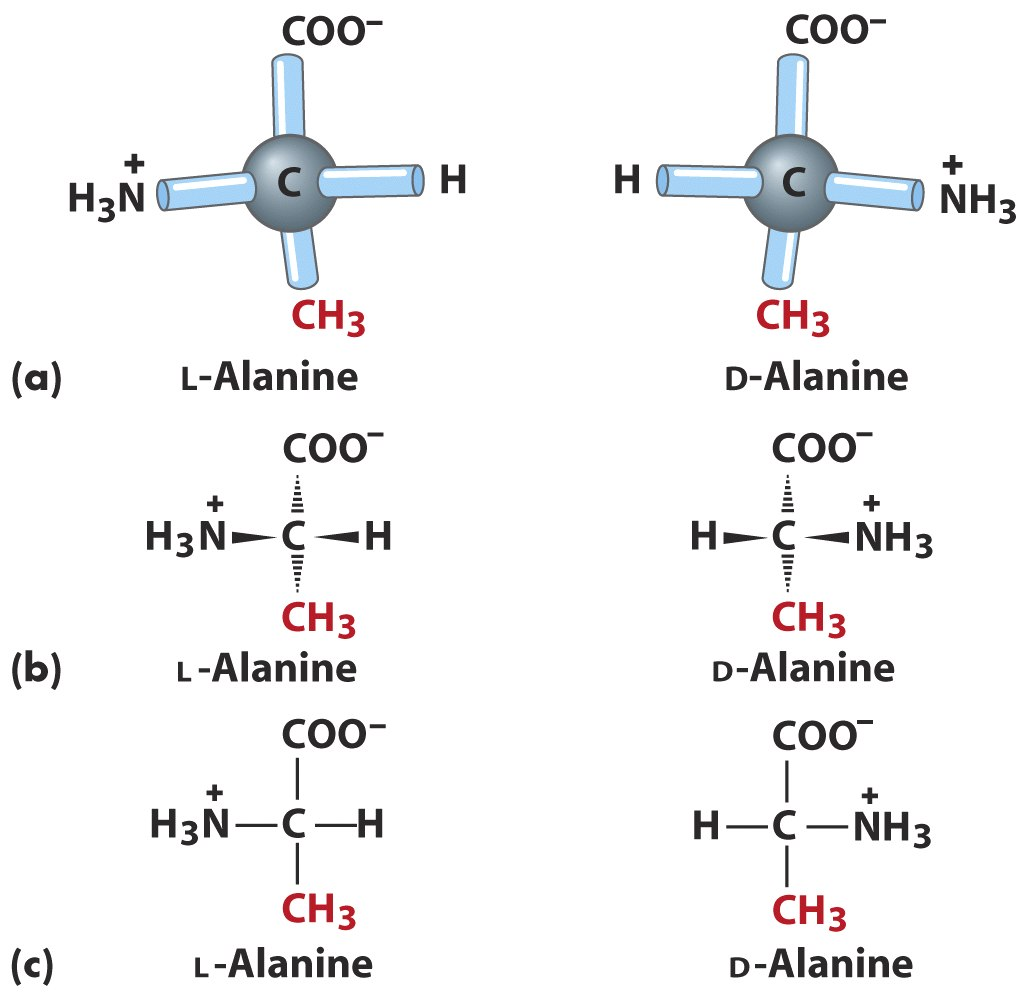 COO⁻ COO⁻
H₃N⁺ C H H C NH₃⁺
CH₃ CH₃
(a) L-Alanine D-Alanine
COO⁻ COO⁻
H₃N⁺ C H H C NH₃⁺
CH₃ CH₃
(b) L-Alanine D-Alanine
COO⁻ COO⁻
H₃N⁺ C H H C NH₃⁺
CH₃ CH₃
(c) L-Alanine D-Alanine